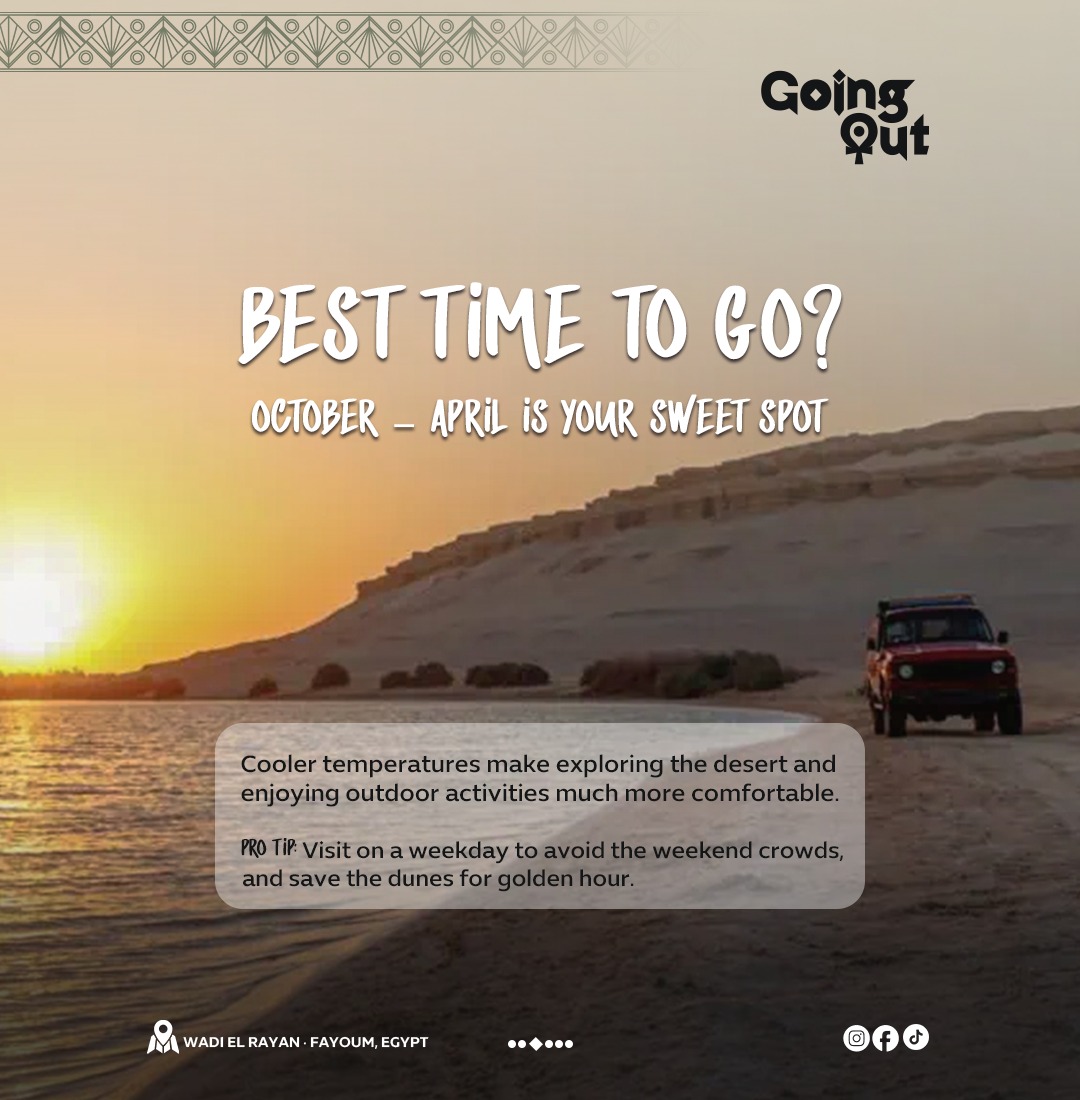 Going
Out
BEST TIME TO GO?
OCTOBER – APRIL IS YOUR SWEET SPOT
Cooler temperatures make exploring the desert and
enjoying outdoor activities much more comfortable.
PRO TIP: Visit on a weekday to avoid the weekend crowds,
and save the dunes for golden hour.
WADI EL RAYAN · FAYOUM, EGYPT